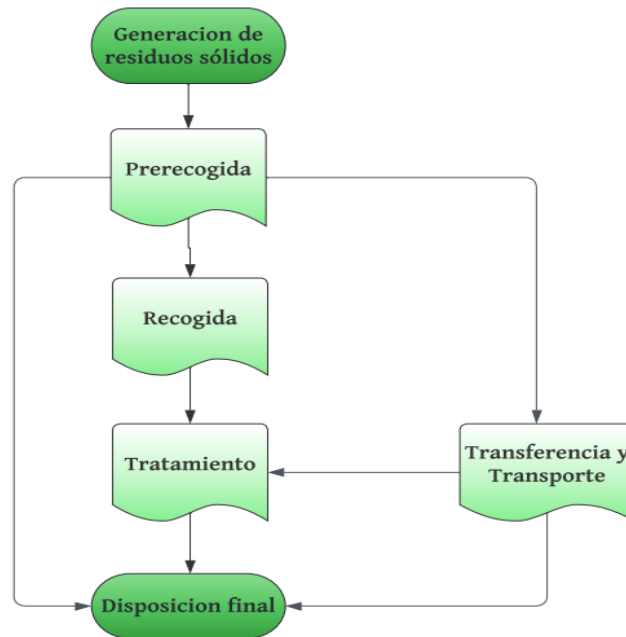 Generacion de
residuos sólidos
Prerecogida
Recogida
Tratamiento
Transferencia y
Transporte
Disposicion final